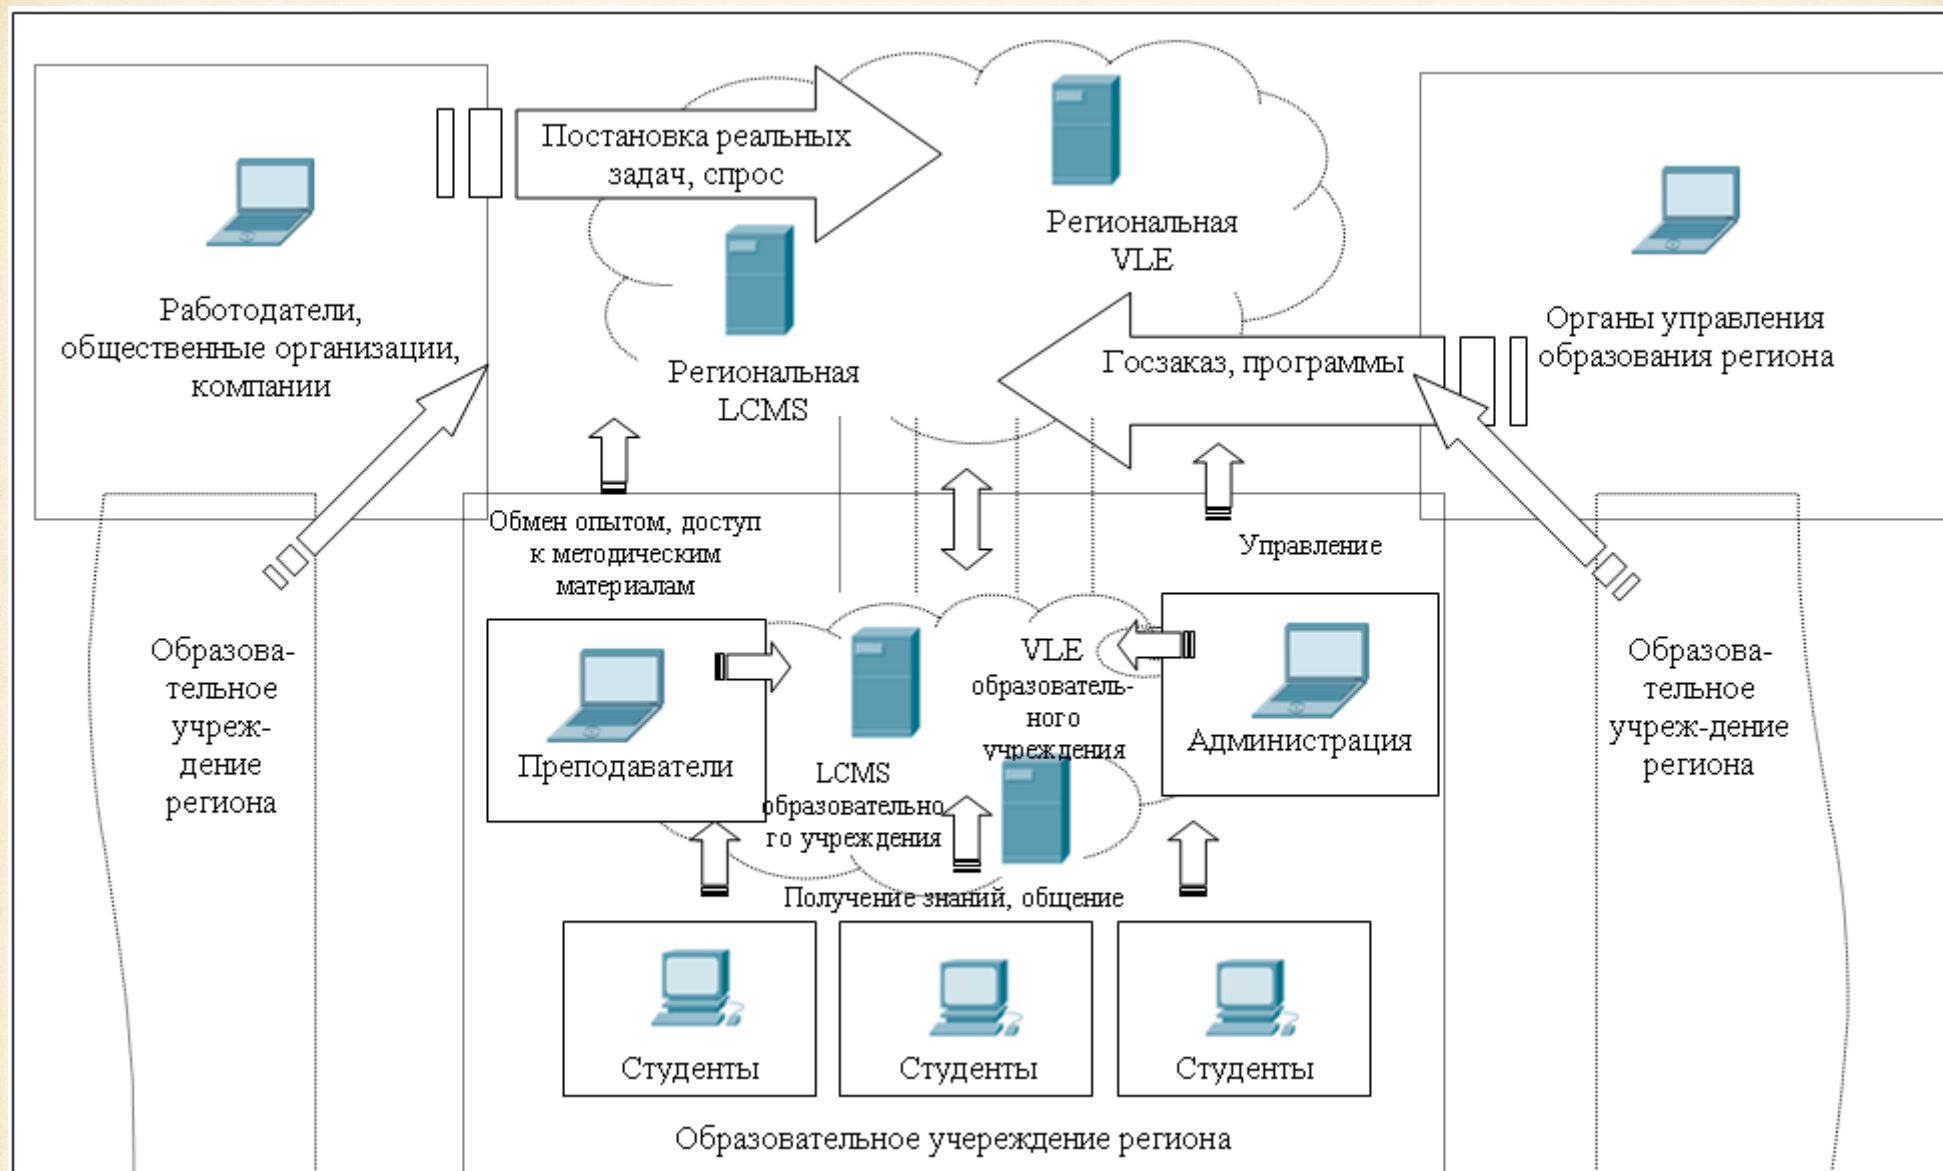 Постановка реальных
задач, спрос
Региональная
VLE
Работодатели,
общественные организации,
компании
Региональная
LCMS
Госзаказ, программы
Органы управления
образования региона
Обмен опытом, доступ
к методическим
материалам
Управление
Образова-
тельное
учреж-
дение
региона
Преподаватели
LCMS
образовательно
го учреждения
VLE
образователь-
ного
учреждения
Администрация
Образова-
тельное
учреж-дение
региона
Получение знаний, общение
Студенты
Студенты
Студенты
Образовательное учереждение региона